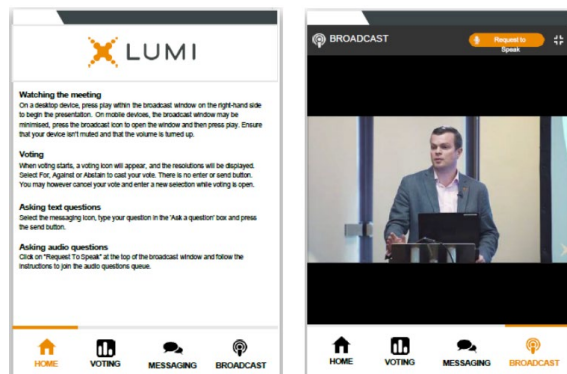 LUMI
Watching the meeting
On a desktop device, press play within the broadcast window on the right-hand side
to begin the presentation. On mobile devices, the broadcast window may be
minimised, press the broadcast icon to open the window and then press play. Ensure
that your device isn't muted and that the volume is turned up.
Voting
When voting starts, a voting icon will appear, and the resolutions will be displayed.
Select For, Against or Abstain to cast your vote. There is no enter or send button.
You may however cancel your vote and enter a new selection while voting is open.
Asking text questions
Select the messaging icon, type your question in the 'Ask a question' box and press
the send button.
Asking audio questions
Click on "Request To Speak" at the top of the broadcast window and follow the
instructions to join the audio questions queue.
HOME VOTING MESSAGING BROADCAST
BROADCAST
Request to
Speak
HOME VOTING MESSAGING BROADCAST